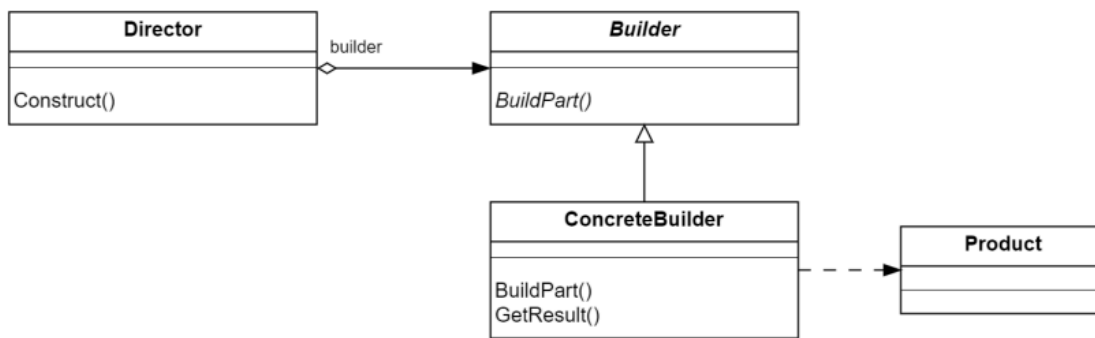 Director
Construct()
builder
Builder
BuildPart()
ConcreteBuilder
BuildPart()
GetResult()
Product